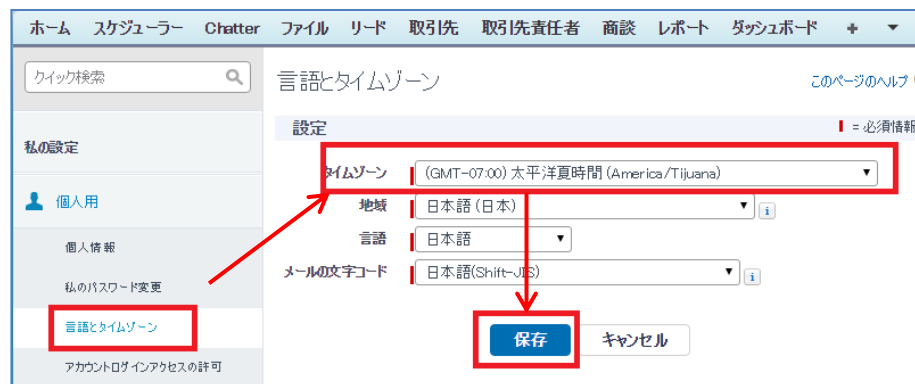 ホーム スケジューラー Chatter ファイル リード 取引先 取引先責任者 商談 レポート ダッシュボード + ▼
クイック検索
言語とタイムゾーン
このページのヘルプ
設定
= 必須情報
私の設定
タイムゾーン (GMT-07:00) 太平洋夏時間 (America/Tijuana)
個人用
地域 日本語 (日本)
個人情報
言語 日本語
メールの文字コード 日本語(Shift-JIS)
私のパスワード変更
言語とタイムゾーン
保存 キャンセル
アカウントログインアクセスの許可